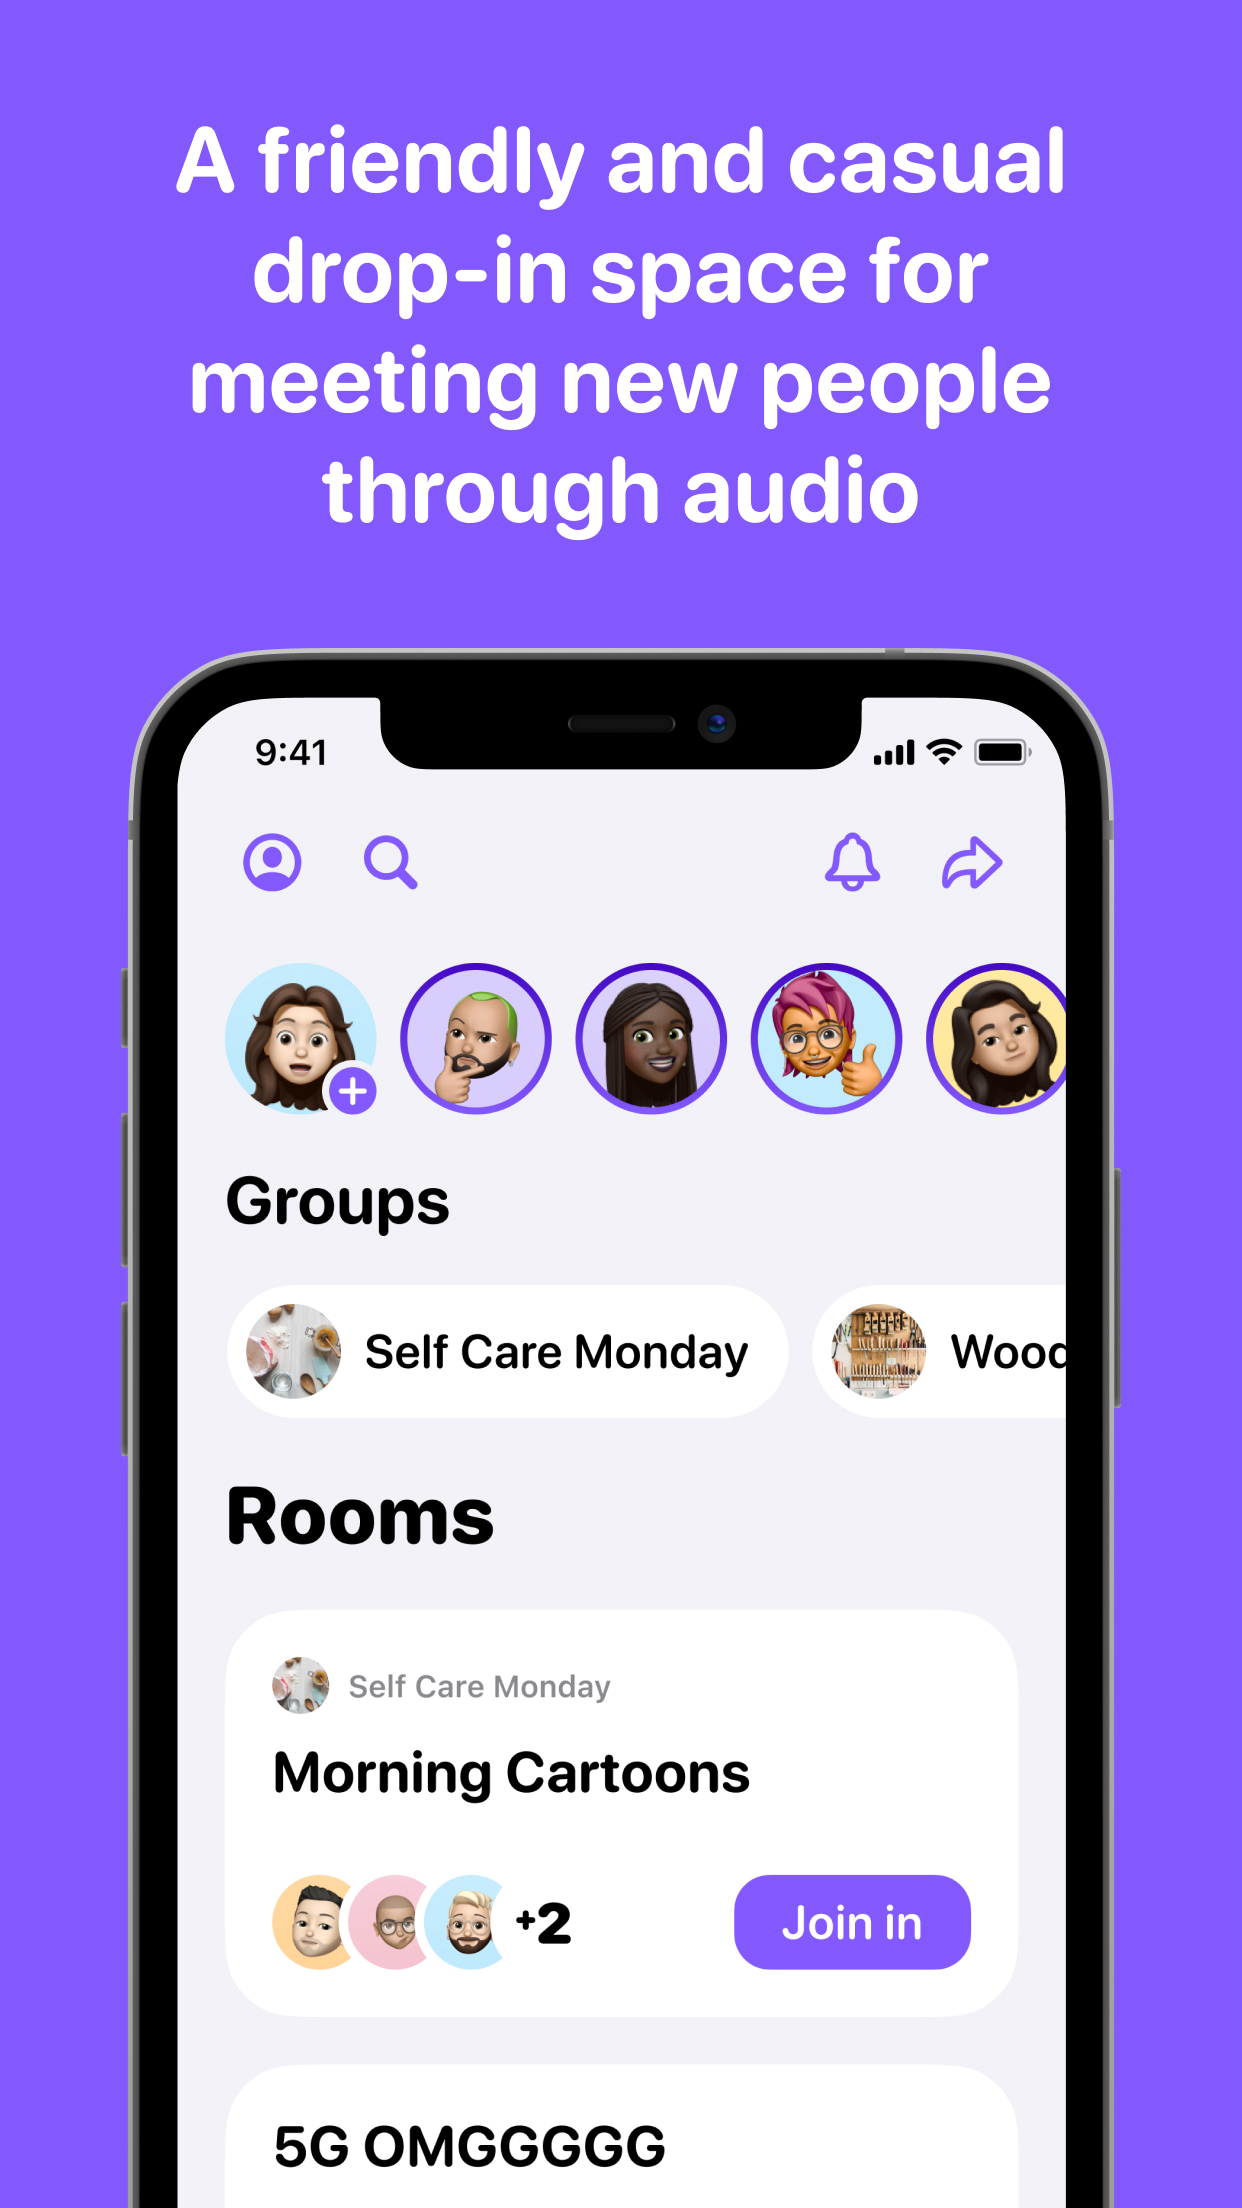 A friendly and casual
drop-in space for
meeting new people
through audio
9:41
Groups
Self Care Monday
Rooms
Self Care Monday
Morning Cartoons
+2
Join in
5G OMGGGGG